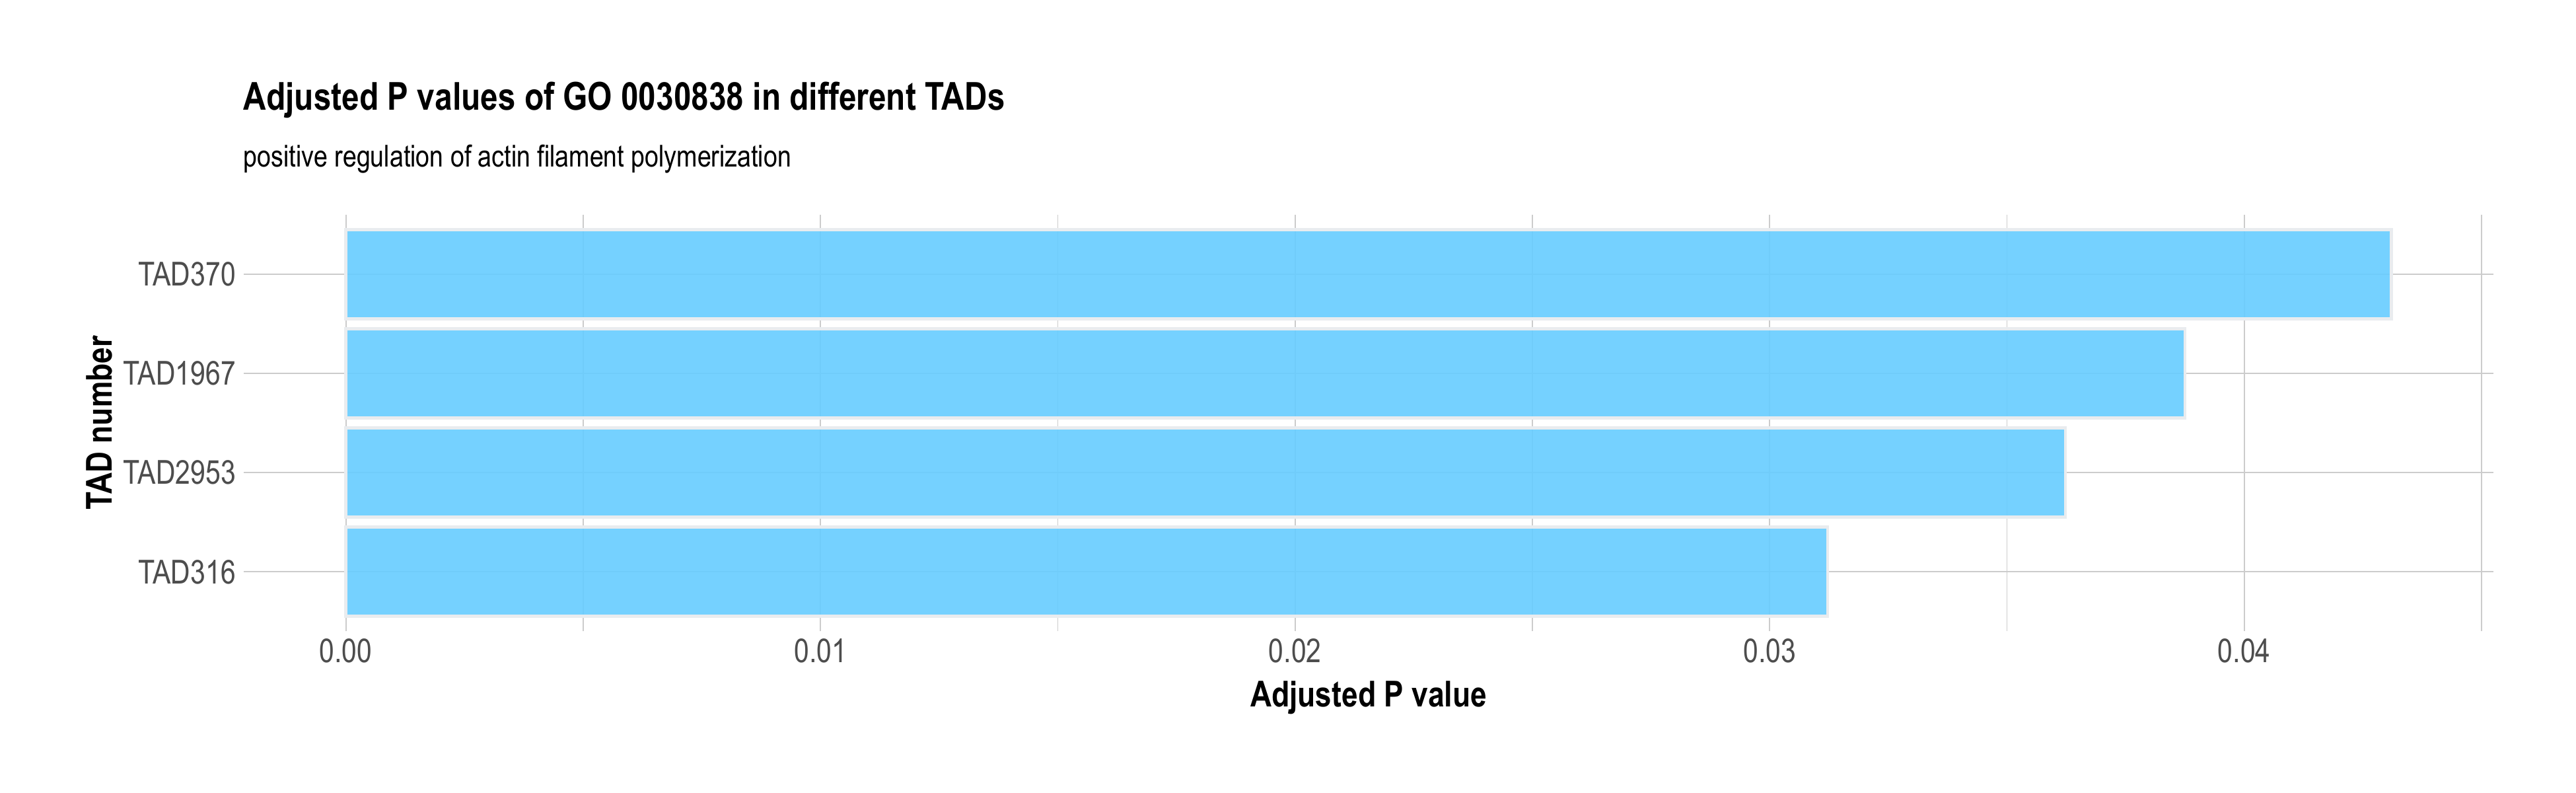 Adjusted P values of GO 0030838 in different TADs
positive regulation of actin filament polymerization
TAD number
TAD370
TAD1967
TAD2953
TAD316
0.00 0.01 0.02 0.03 0.04
Adjusted P value